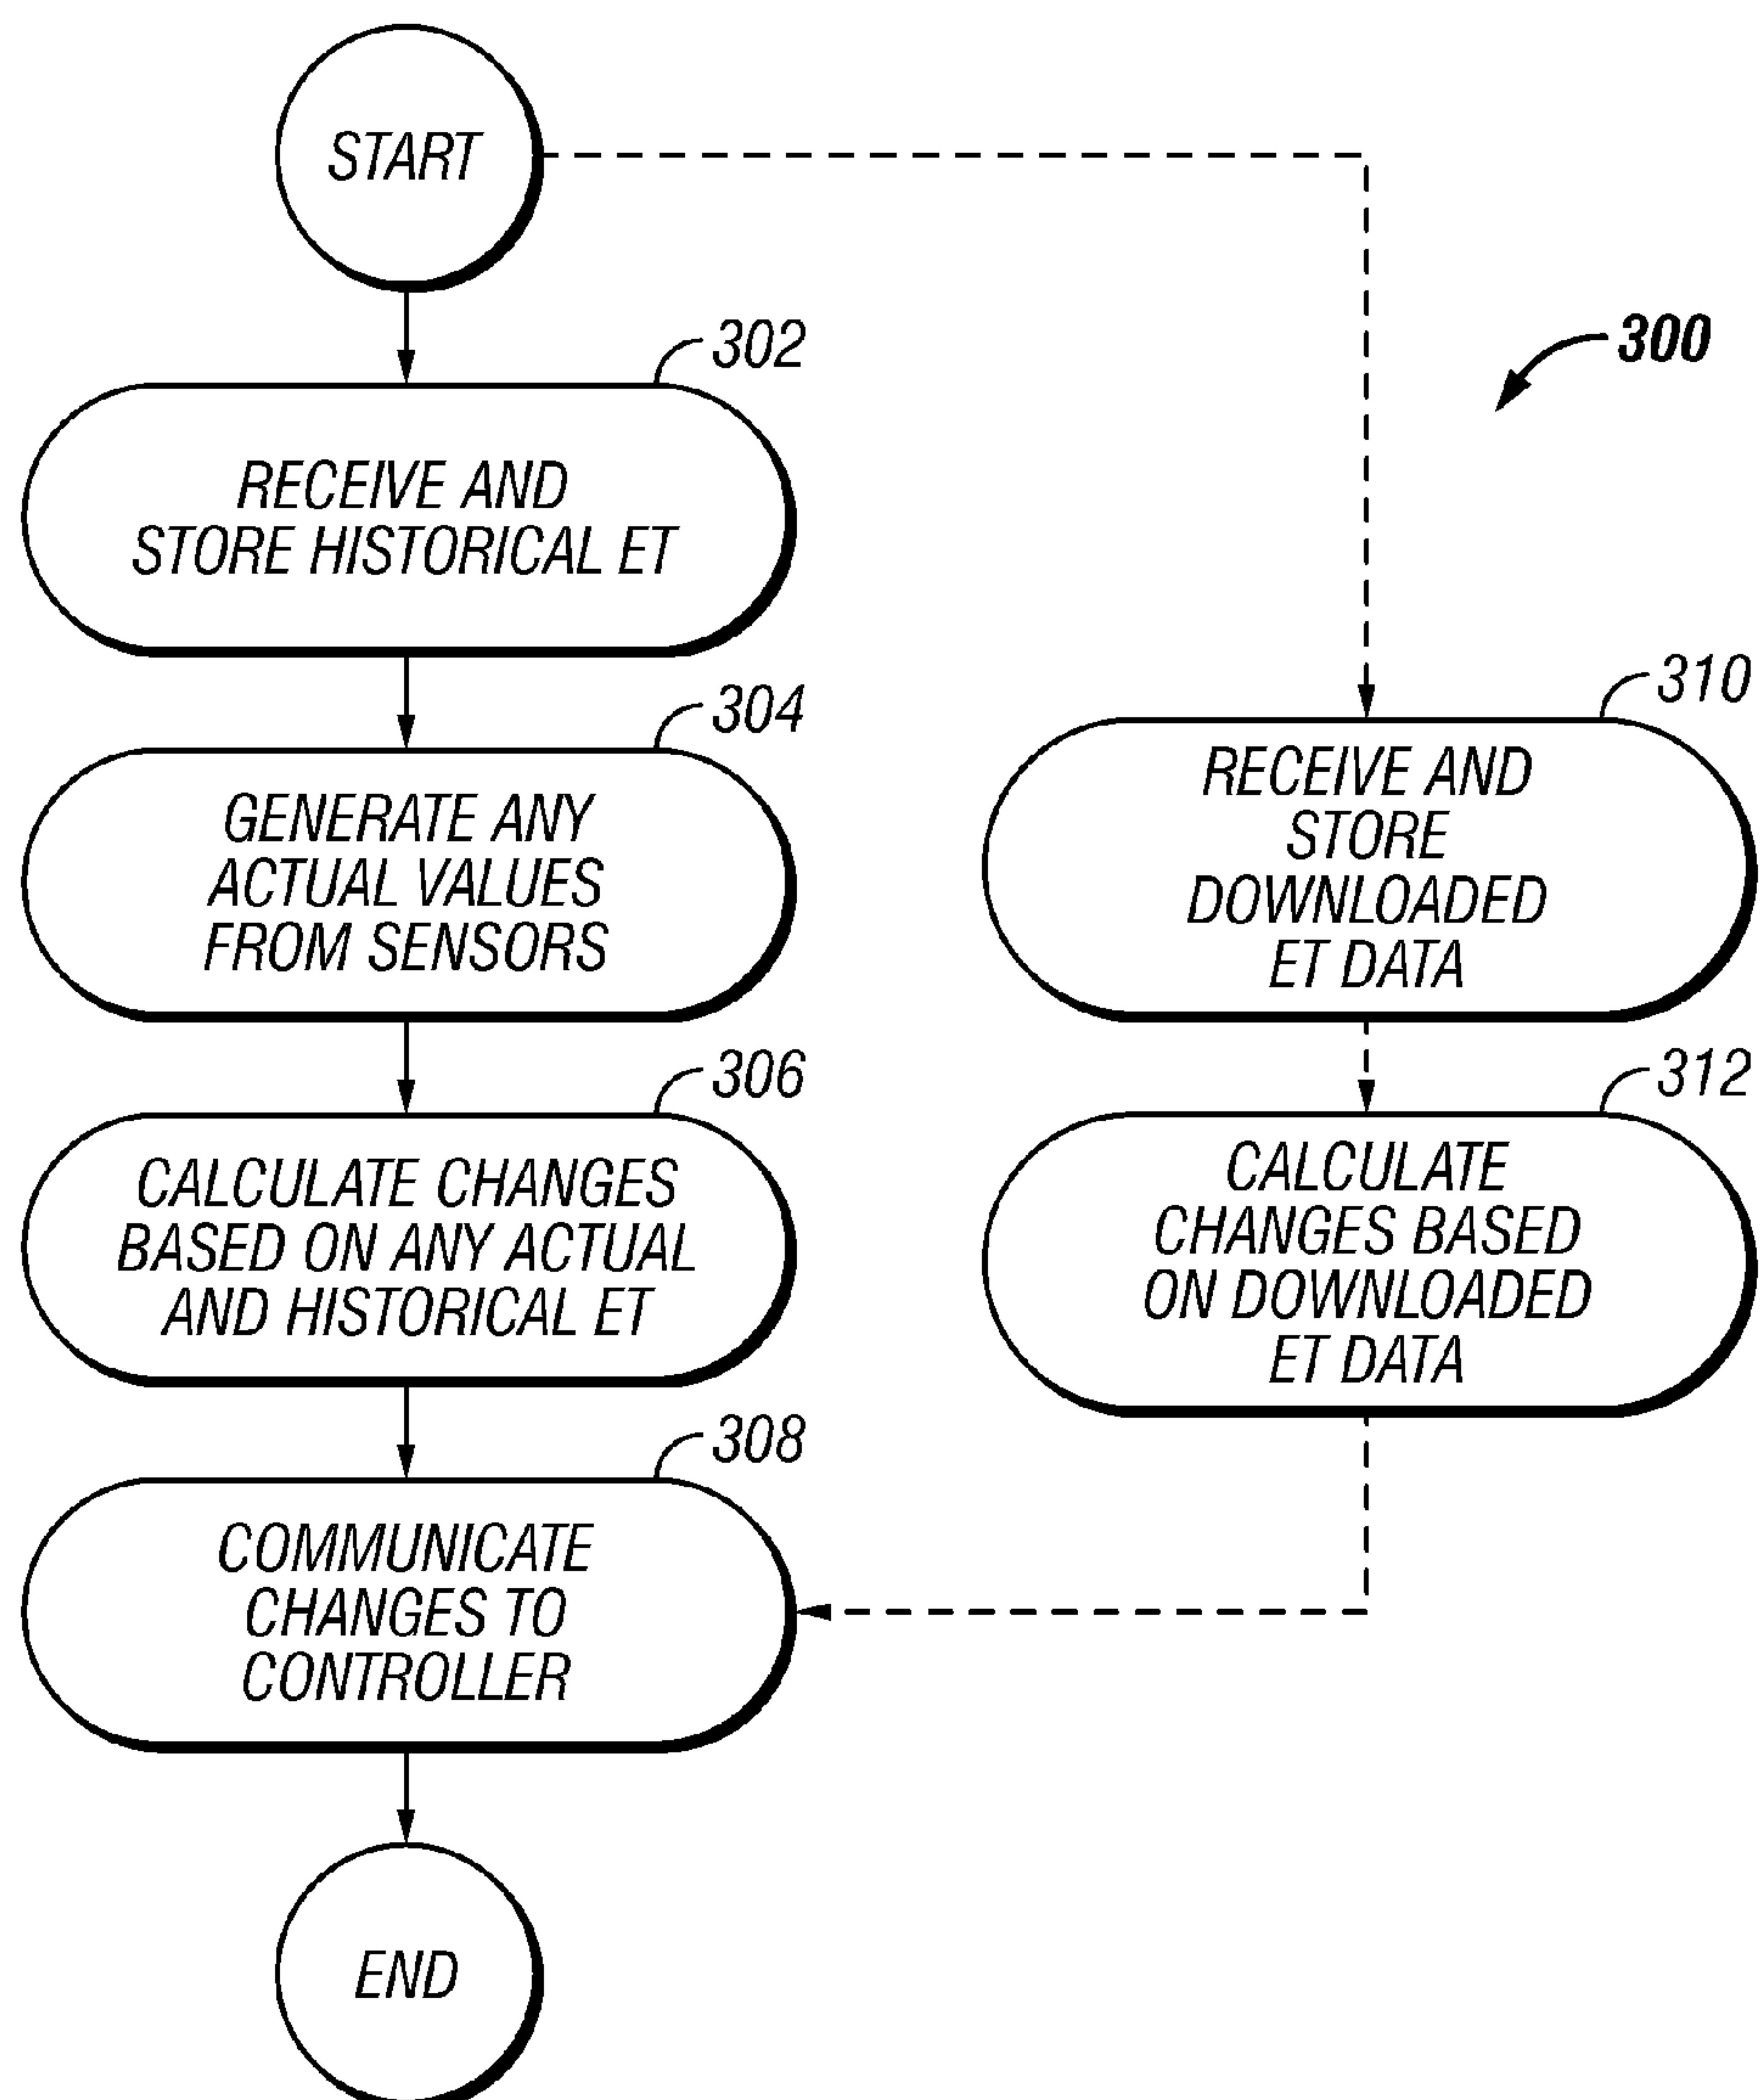 START
300
302
RECEIVE AND
STORE HISTORICAL ET
304
GENERATE ANY
ACTUAL VALUES
FROM SENSORS
306
CALCULATE CHANGES
BASED ON ANY ACTUAL
AND HISTORICAL ET
308
COMMUNICATE
CHANGES TO
CONTROLLER
END
310
RECEIVE AND
STORE
DOWNLOADED
ET DATA
312
CALCULATE
CHANGES BASED
ON DOWNLOADED
ET DATA